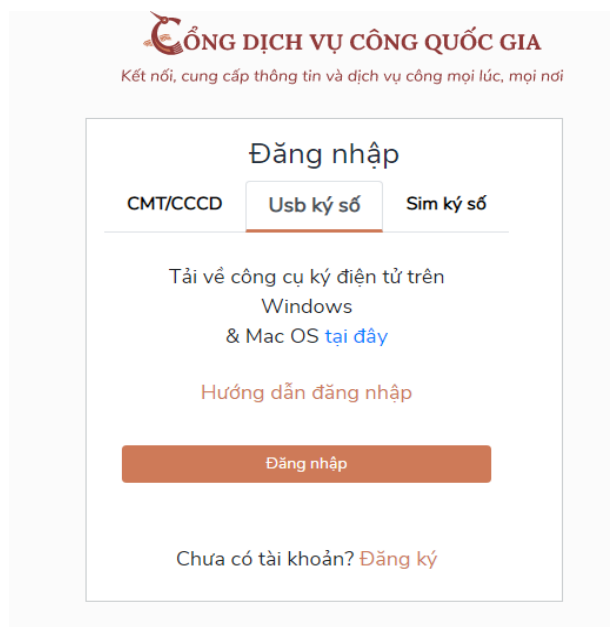 CỔNG DỊCH VỤ CÔNG QUỐC GIA
Kết nối, cung cấp thông tin và dịch vụ công mọi lúc, mọi nơi
Đăng nhập
CMT/CCCD Usb ký số Sim ký số
Tải về công cụ ký điện tử trên
Windows
& Mac OS tại đây
Hướng dẫn đăng nhập
Đăng nhập
Chưa có tài khoản? Đăng ký